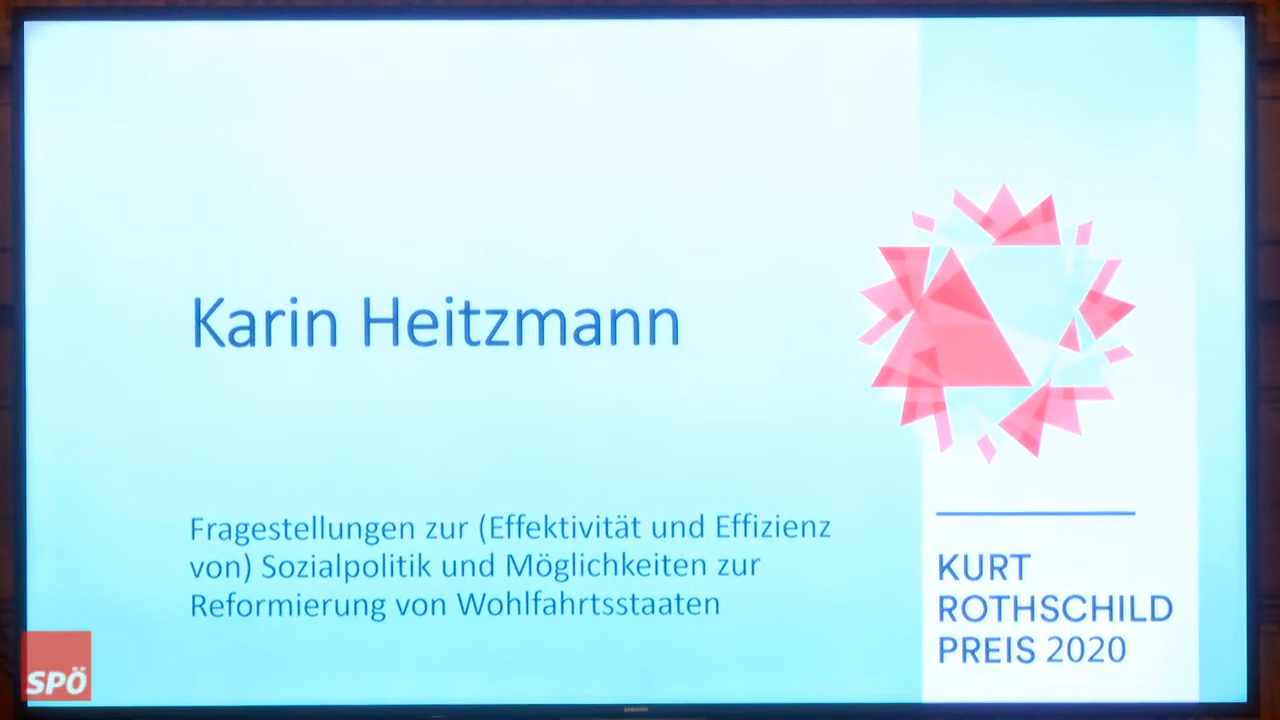 Karin Heitzmann
Fragestellungen zur (Effektivität und Effizienz
von) Sozialpolitik und Möglichkeiten zur
Reformierung von Wohlfahrtsstaaten
KURT
ROTHSCHILD
PREIS 2020
SPÖ
SAMSUNG